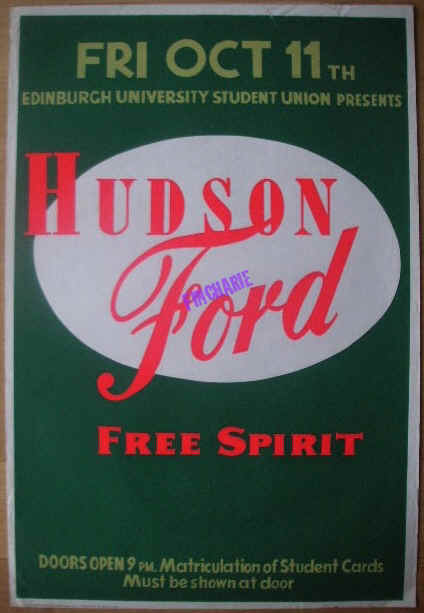 FRI OCT 11TH
EDINBURGH UNIVERSITY STUDENT UNION PRESENTS
HUDSON
Ford
FMCHARIE
FREE SPIRIT
DOORS OPEN 9 PM. Matriculation of Student Cards
Must be shown at door